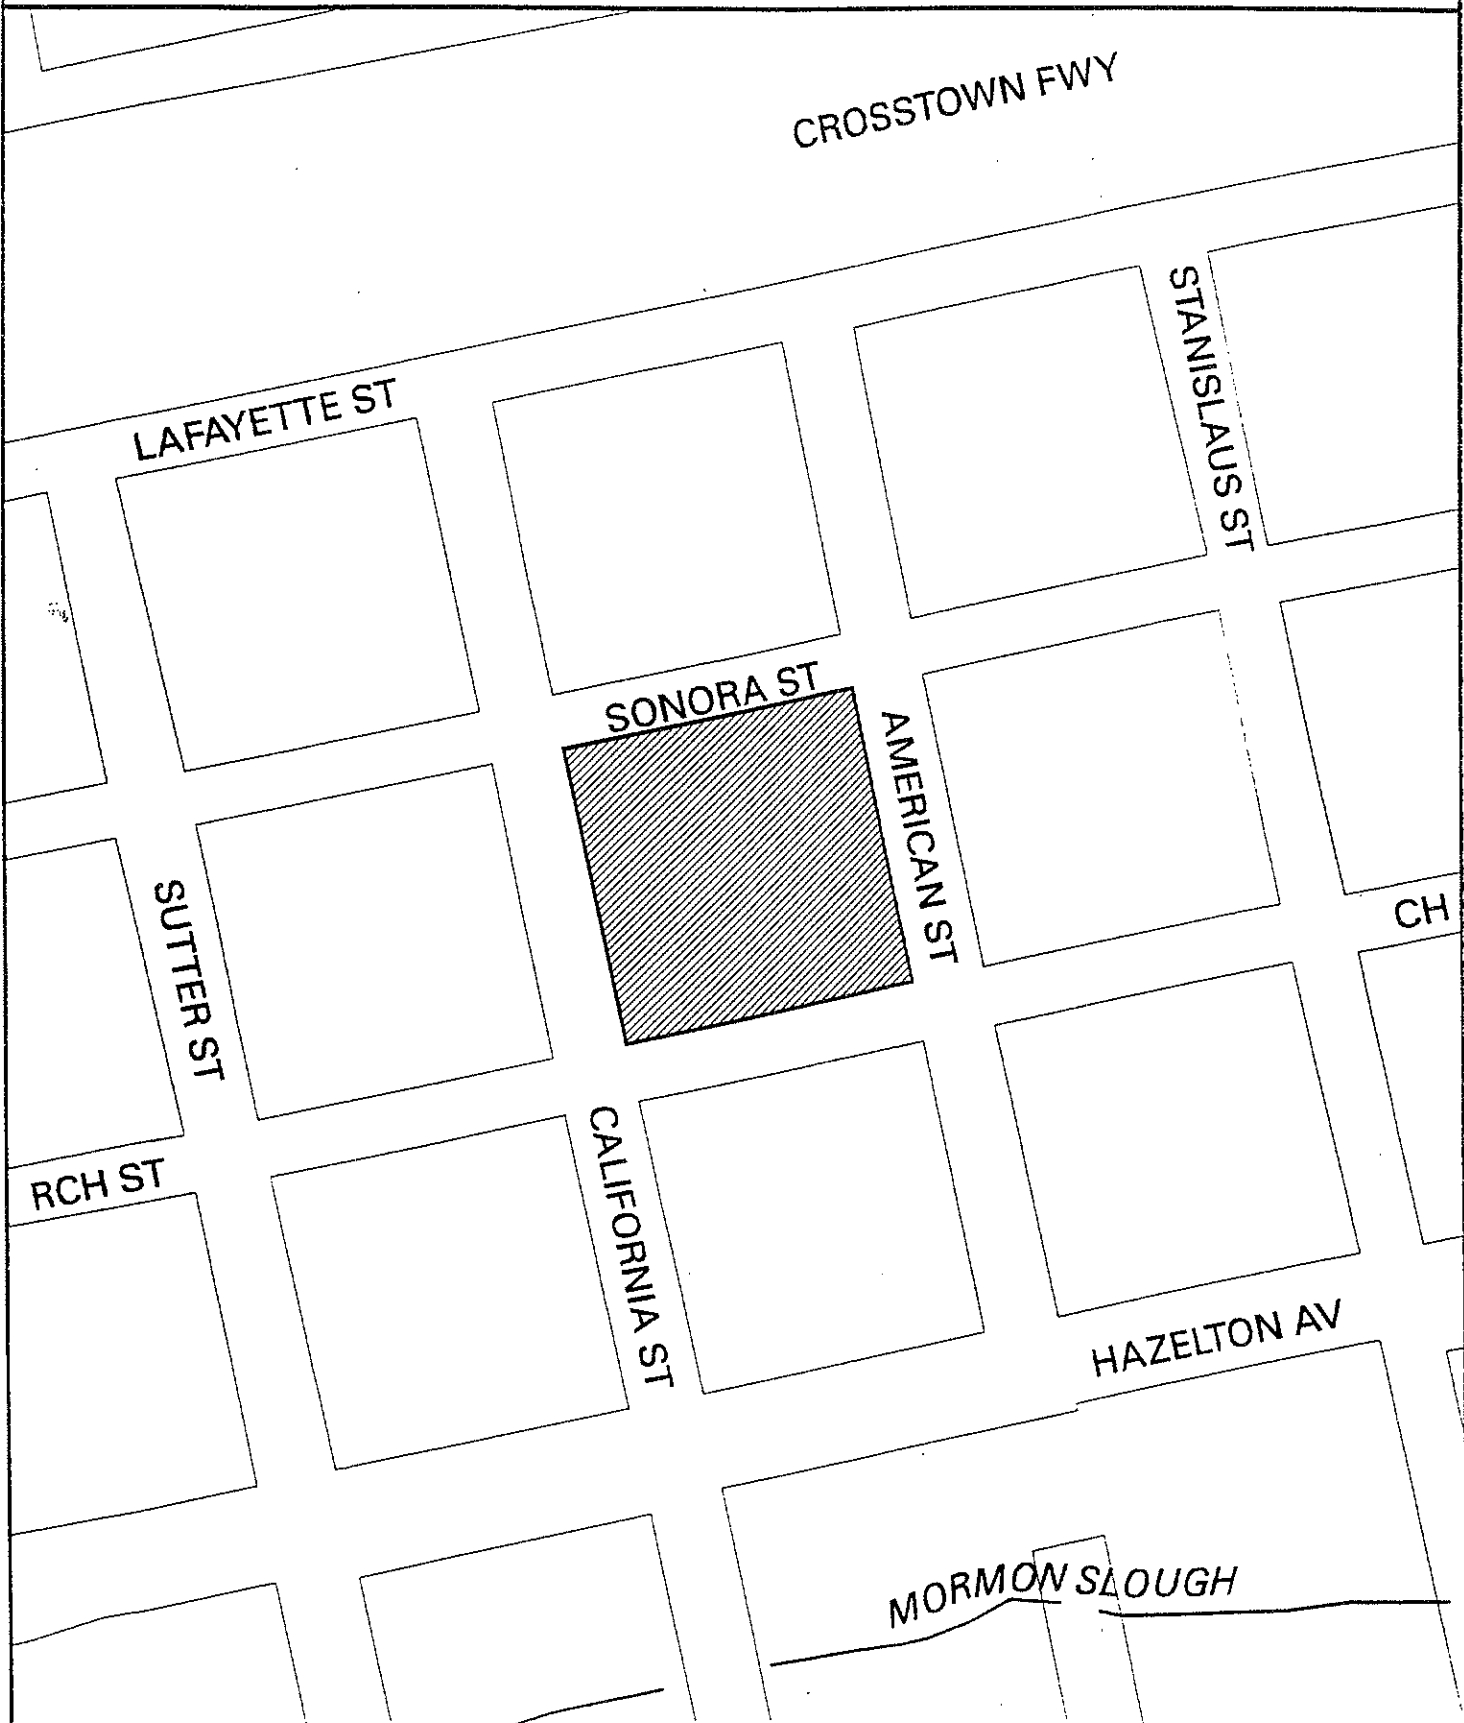 CROSSTOWN FWY
STANISLAUS ST
LAFAYETTE ST
SONORA ST
AMERICAN ST
SUTTER ST
CH
RCH ST
CALIFORNIA ST
HAZELTON AV
MORMON SLOUGH